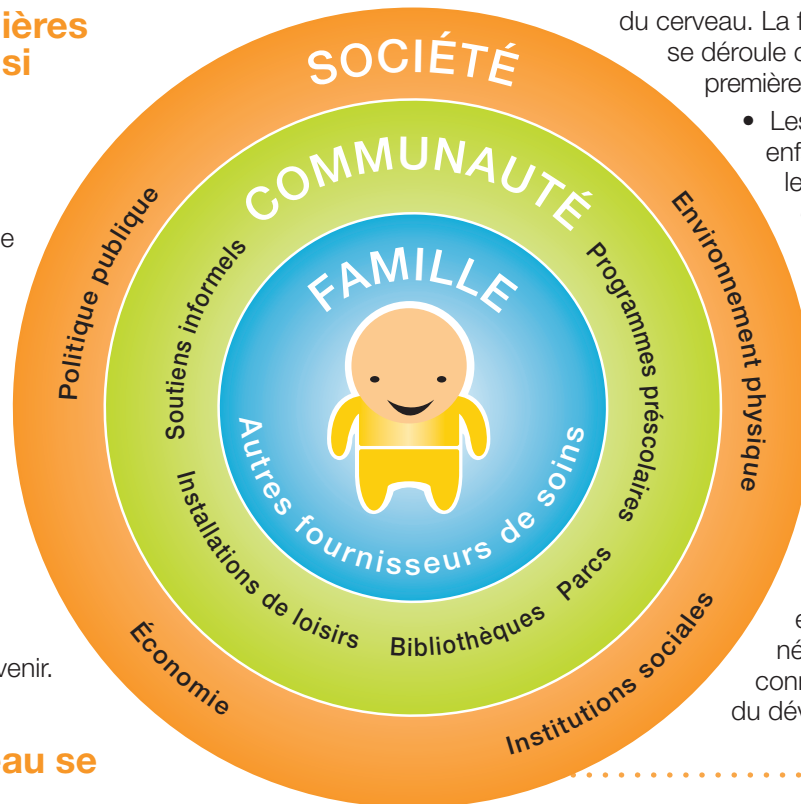 ières
si
e
venir.
au se
SOCIÉTÉ
Politique publique
Environnement physique
Économie
Institutions sociales
COMMUNAUTÉ
Soutiens informels
Programmes préscolaires
Installations de loisirs
Bibliothèques
Parcs
FAMILLE
Autres fournisseurs de soins
du cerveau. La f
se déroule
première
• Les
enf
le
né
conn
du dév